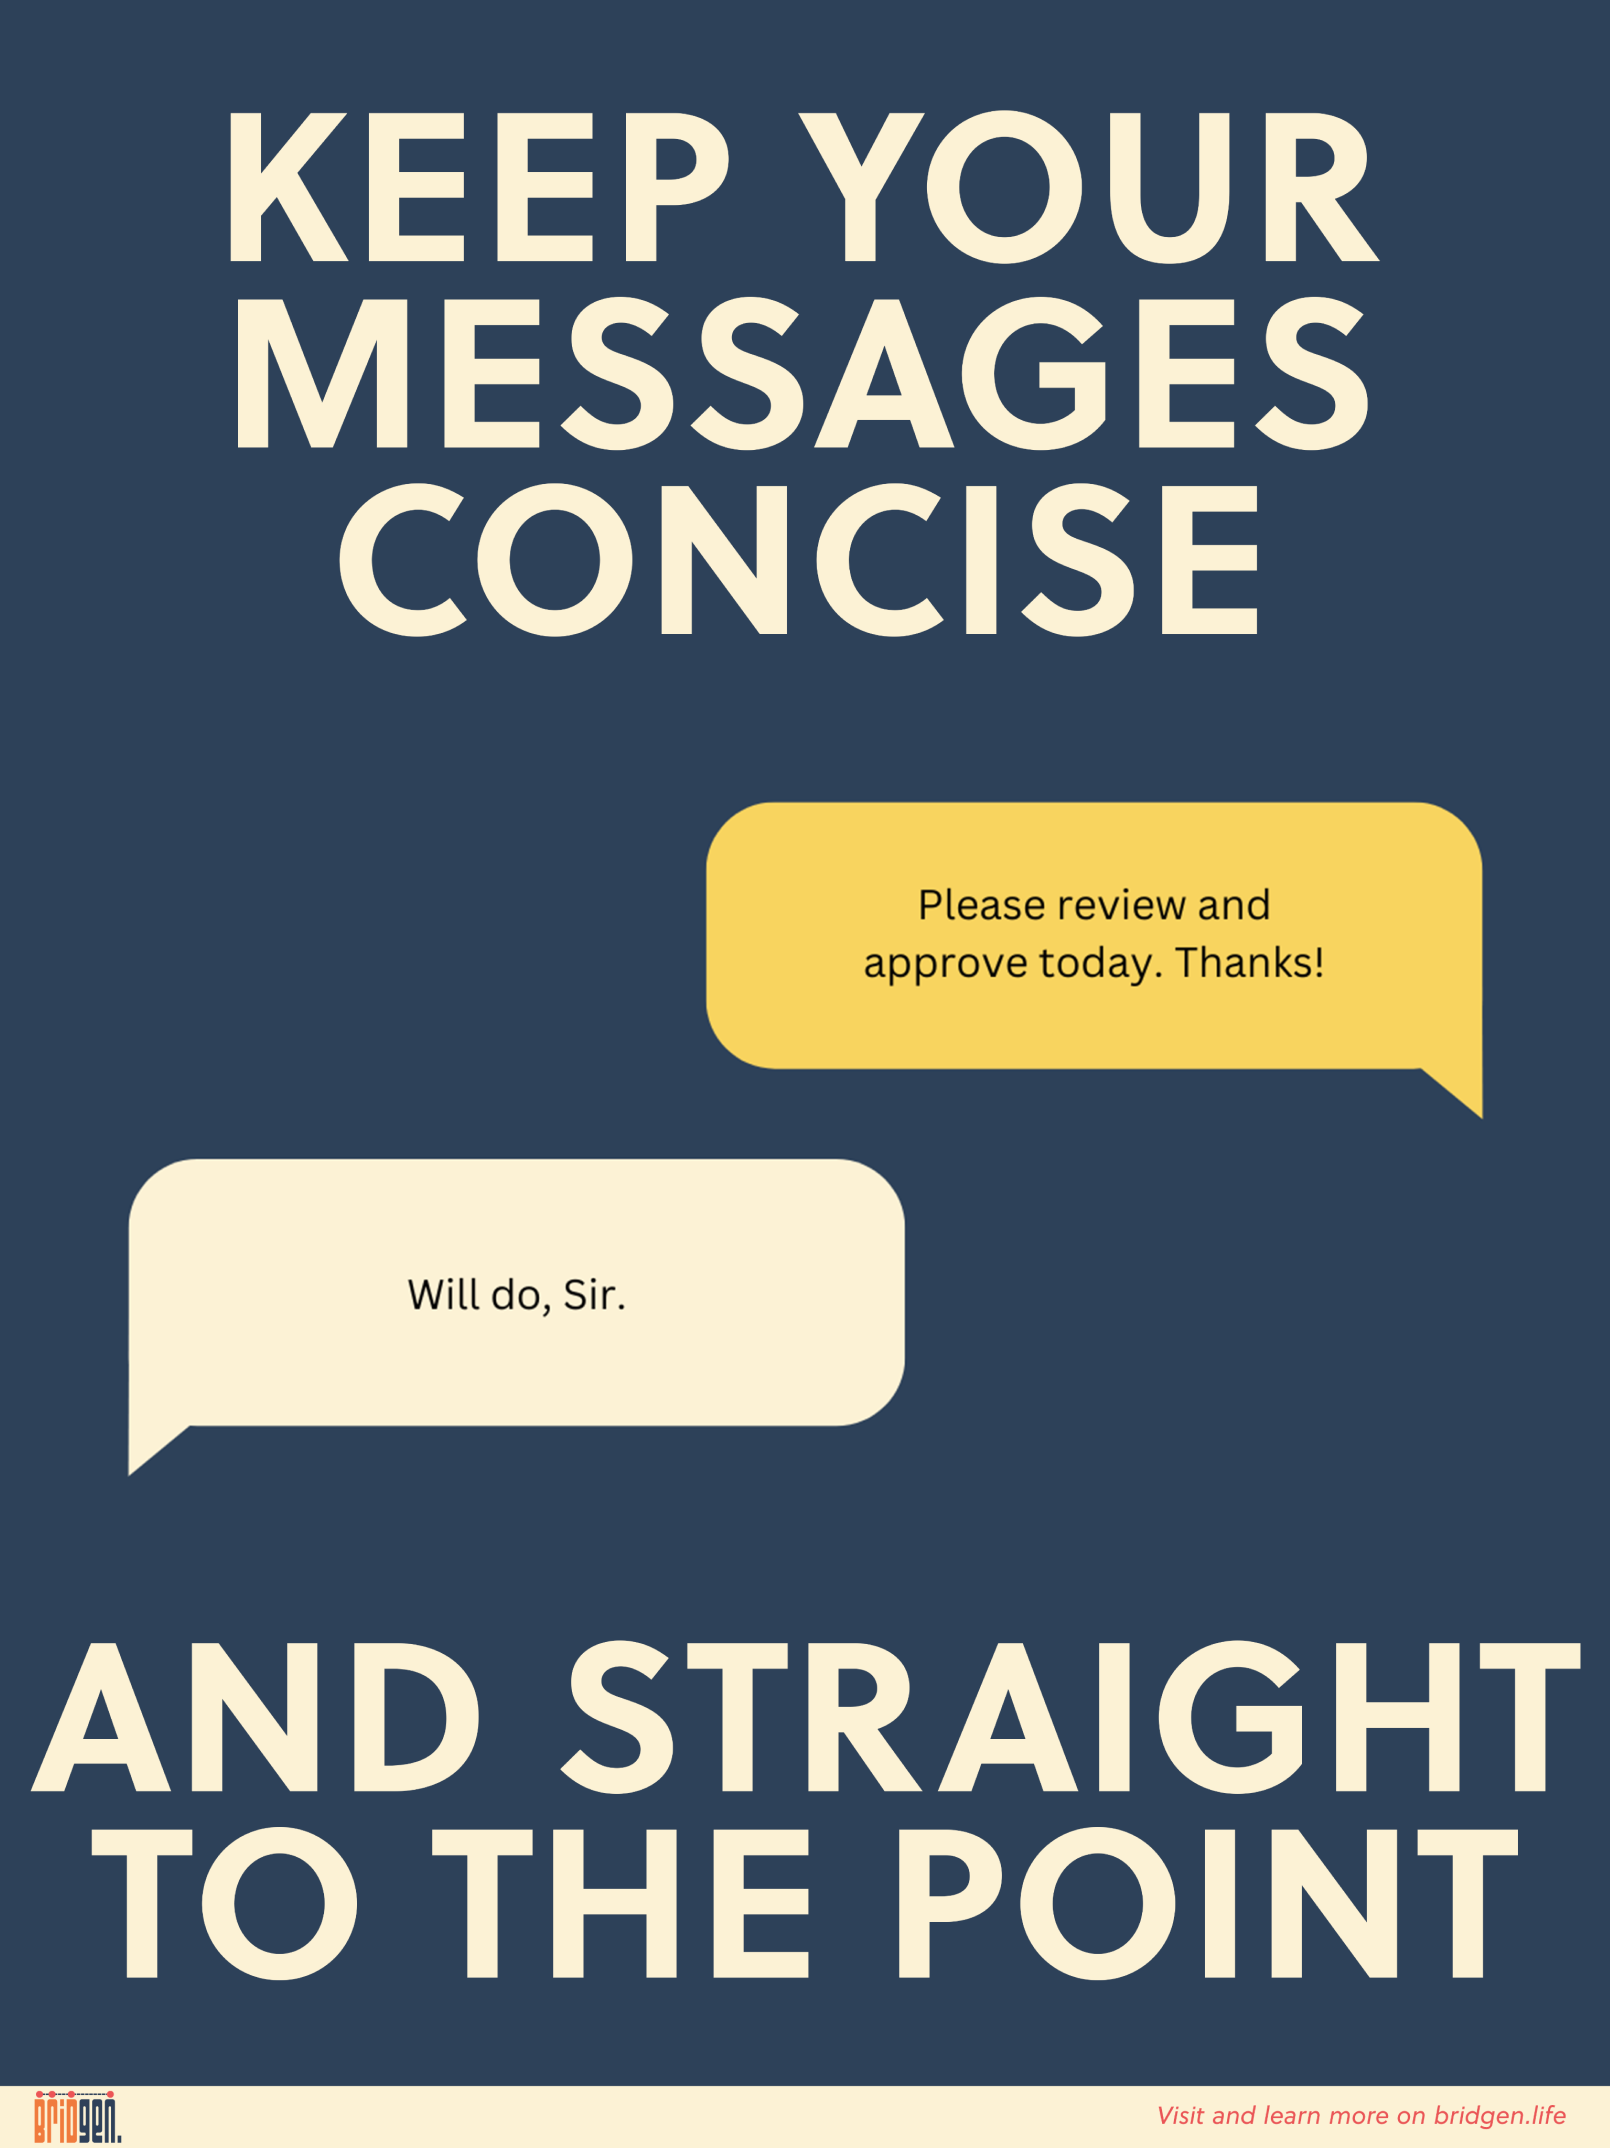 KEEP YOUR
MESSAGES
CONCISE
Please review and
approve today. Thanks!
Will do, Sir.
AND STRAIGHT
TO THE POINT
BRiDgen.
Visit and learn more on bridgen.life